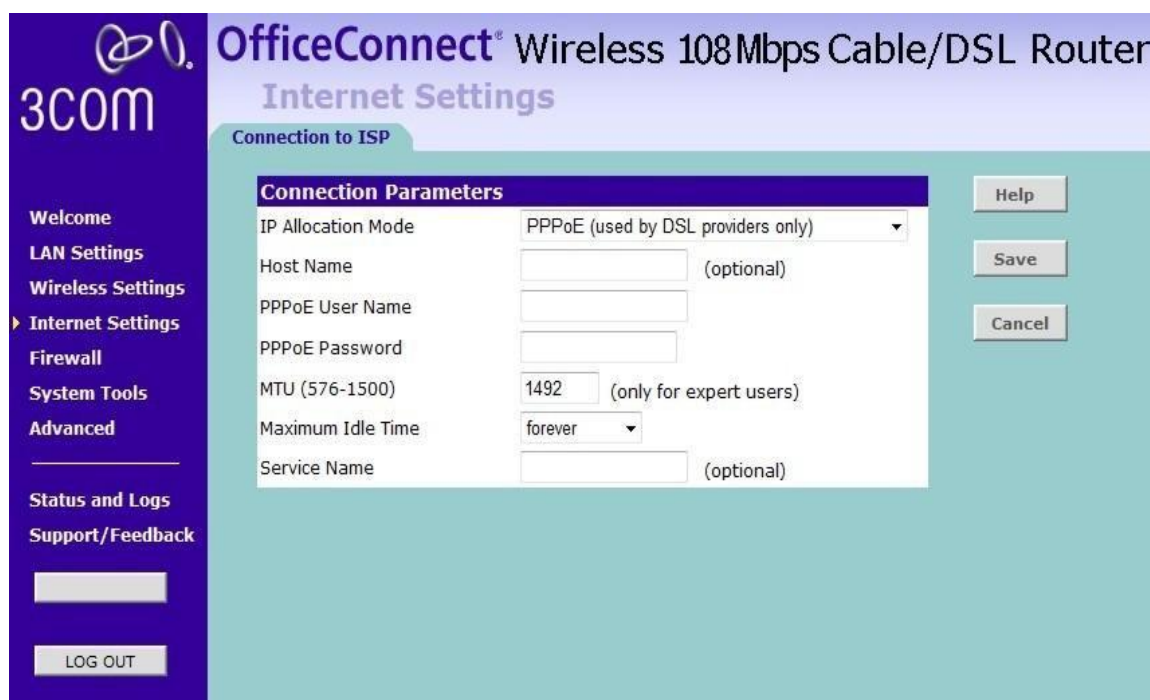 3COM
OfficeConnect® Wireless 108Mbps Cable/DSL Router
Internet Settings
Connection to ISP
Welcome
LAN Settings
Wireless Settings
Internet Settings
Firewall
System Tools
Advanced
Status and Logs
Support/Feedback
LOG OUT
Connection Parameters
IP Allocation Mode PPPoE (used by DSL providers only)
Host Name (optional)
PPPoE User Name
PPPoE Password
MTU (576-1500) 1492 (only for expert users)
Maximum Idle Time forever
Service Name (optional)
Help
Save
Cancel